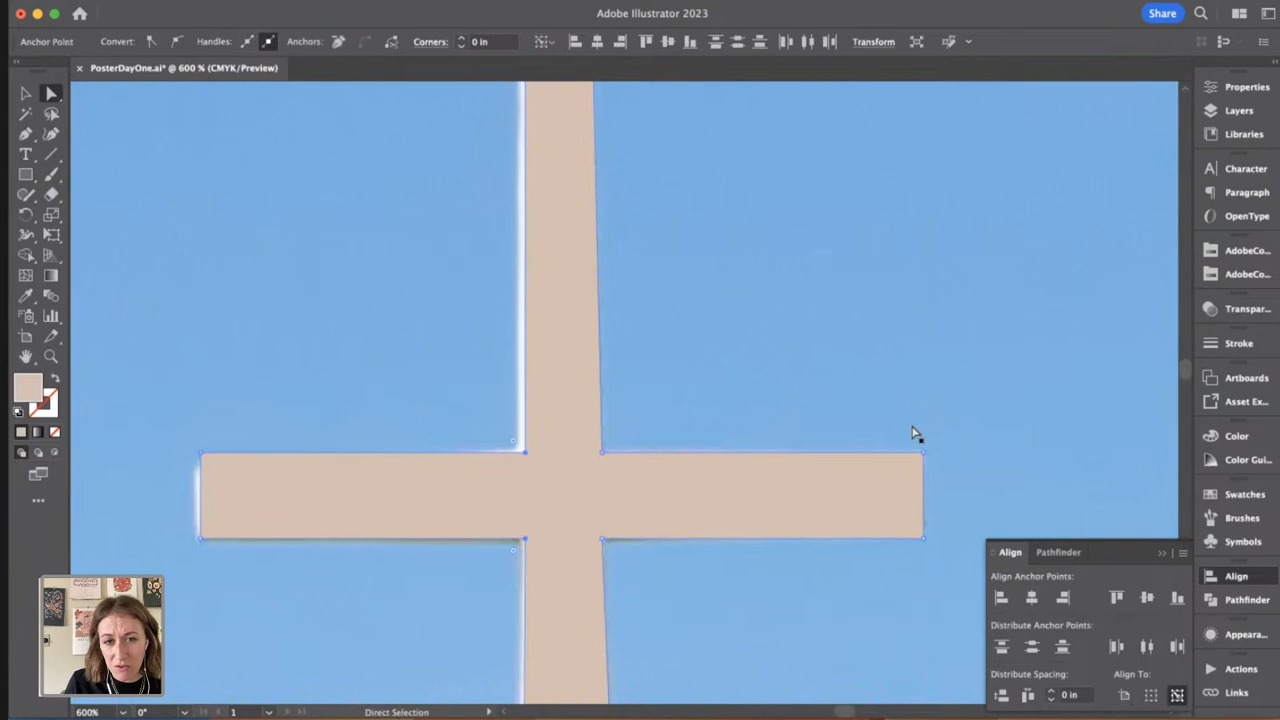 Adobe Illustrator 2023
Share
Anchor Point
Convert:
Handles:
Anchors:
Corners:
0 in
Transform
PosterDayOne.ai* @ 600 % (CMYK/Preview)
Properties
Layers
Libraries
Character
Paragraph
OpenType
AdobeCo...
AdobeCo...
Transpar...
Stroke
Artboards
Asset Ex...
Color
Color Gui...
Swatches
Brushes
Symbols
Align
Pathfinder
Appeara...
Actions
Links
Align
Pathfinder
Align Anchor Points:
Distribute Anchor Points:
Distribute Spacing:
Align To:
0 in
600%
0°
1
Direct Selection